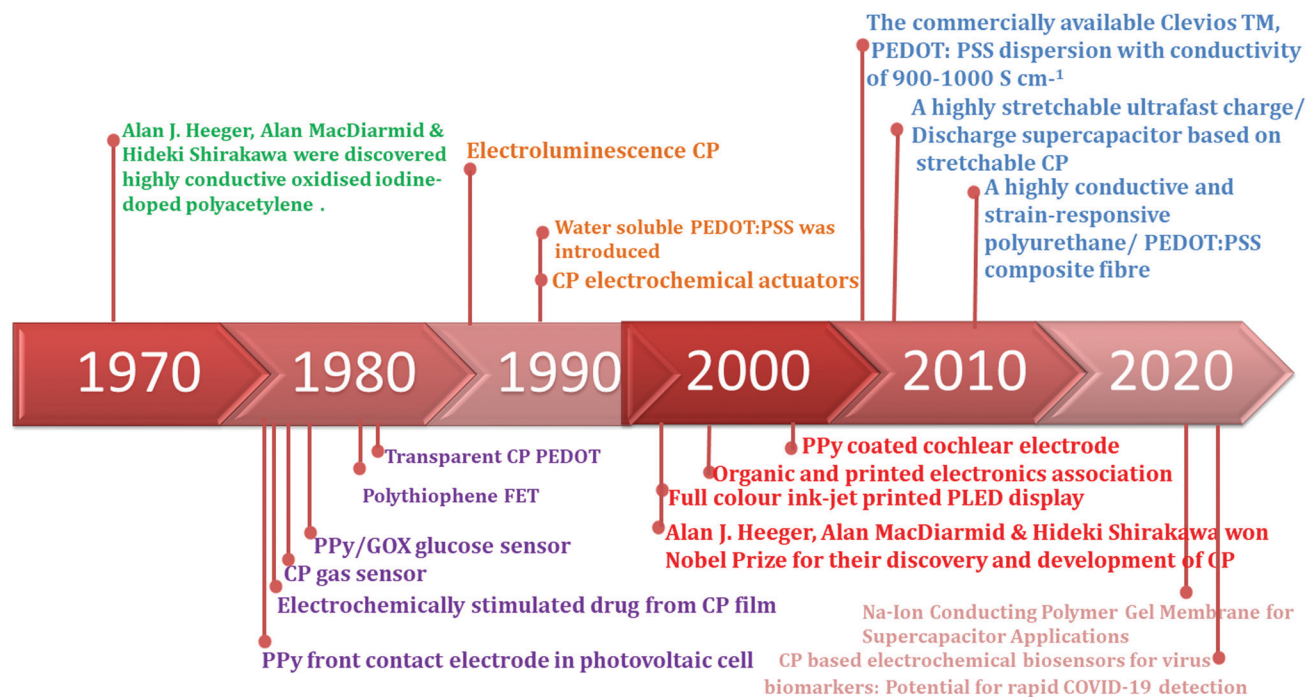 The commercially available Clevios TM,
PEDOT: PSS dispersion with conductivity
of 900-1000 S cm-¹
A highly stretchable ultrafast charge/
Discharge supercapacitor based on
stretchable CP
A highly conductive and
strain-responsive
polyurethane/ PEDOT:PSS
composite fibre
Alan J. Heeger, Alan MacDiarmid &
Hideki Shirakawa were discovered
highly conductive oxidised iodine-
doped polyacetylene .
Electroluminescence CP
Water soluble PEDOT:PSS was
introduced
CP electrochemical actuators
1970
1980
1990
2000
2010
2020
Transparent CP PEDOT
Polythiophene FET
PPy/GOX glucose sensor
CP gas sensor
Electrochemically stimulated drug from CP film
PPy front contact electrode in photovoltaic cell
PPy coated cochlear electrode
Organic and printed electronics association
Full colour ink-jet printed PLED display
Alan J. Heeger, Alan MacDiarmid & Hideki Shirakawa won
Nobel Prize for their discovery and development of CP
Na-Ion Conducting Polymer Gel Membrane for
Supercapacitor Applications
CP based electrochemical biosensors for virus
biomarkers: Potential for rapid COVID-19 detection